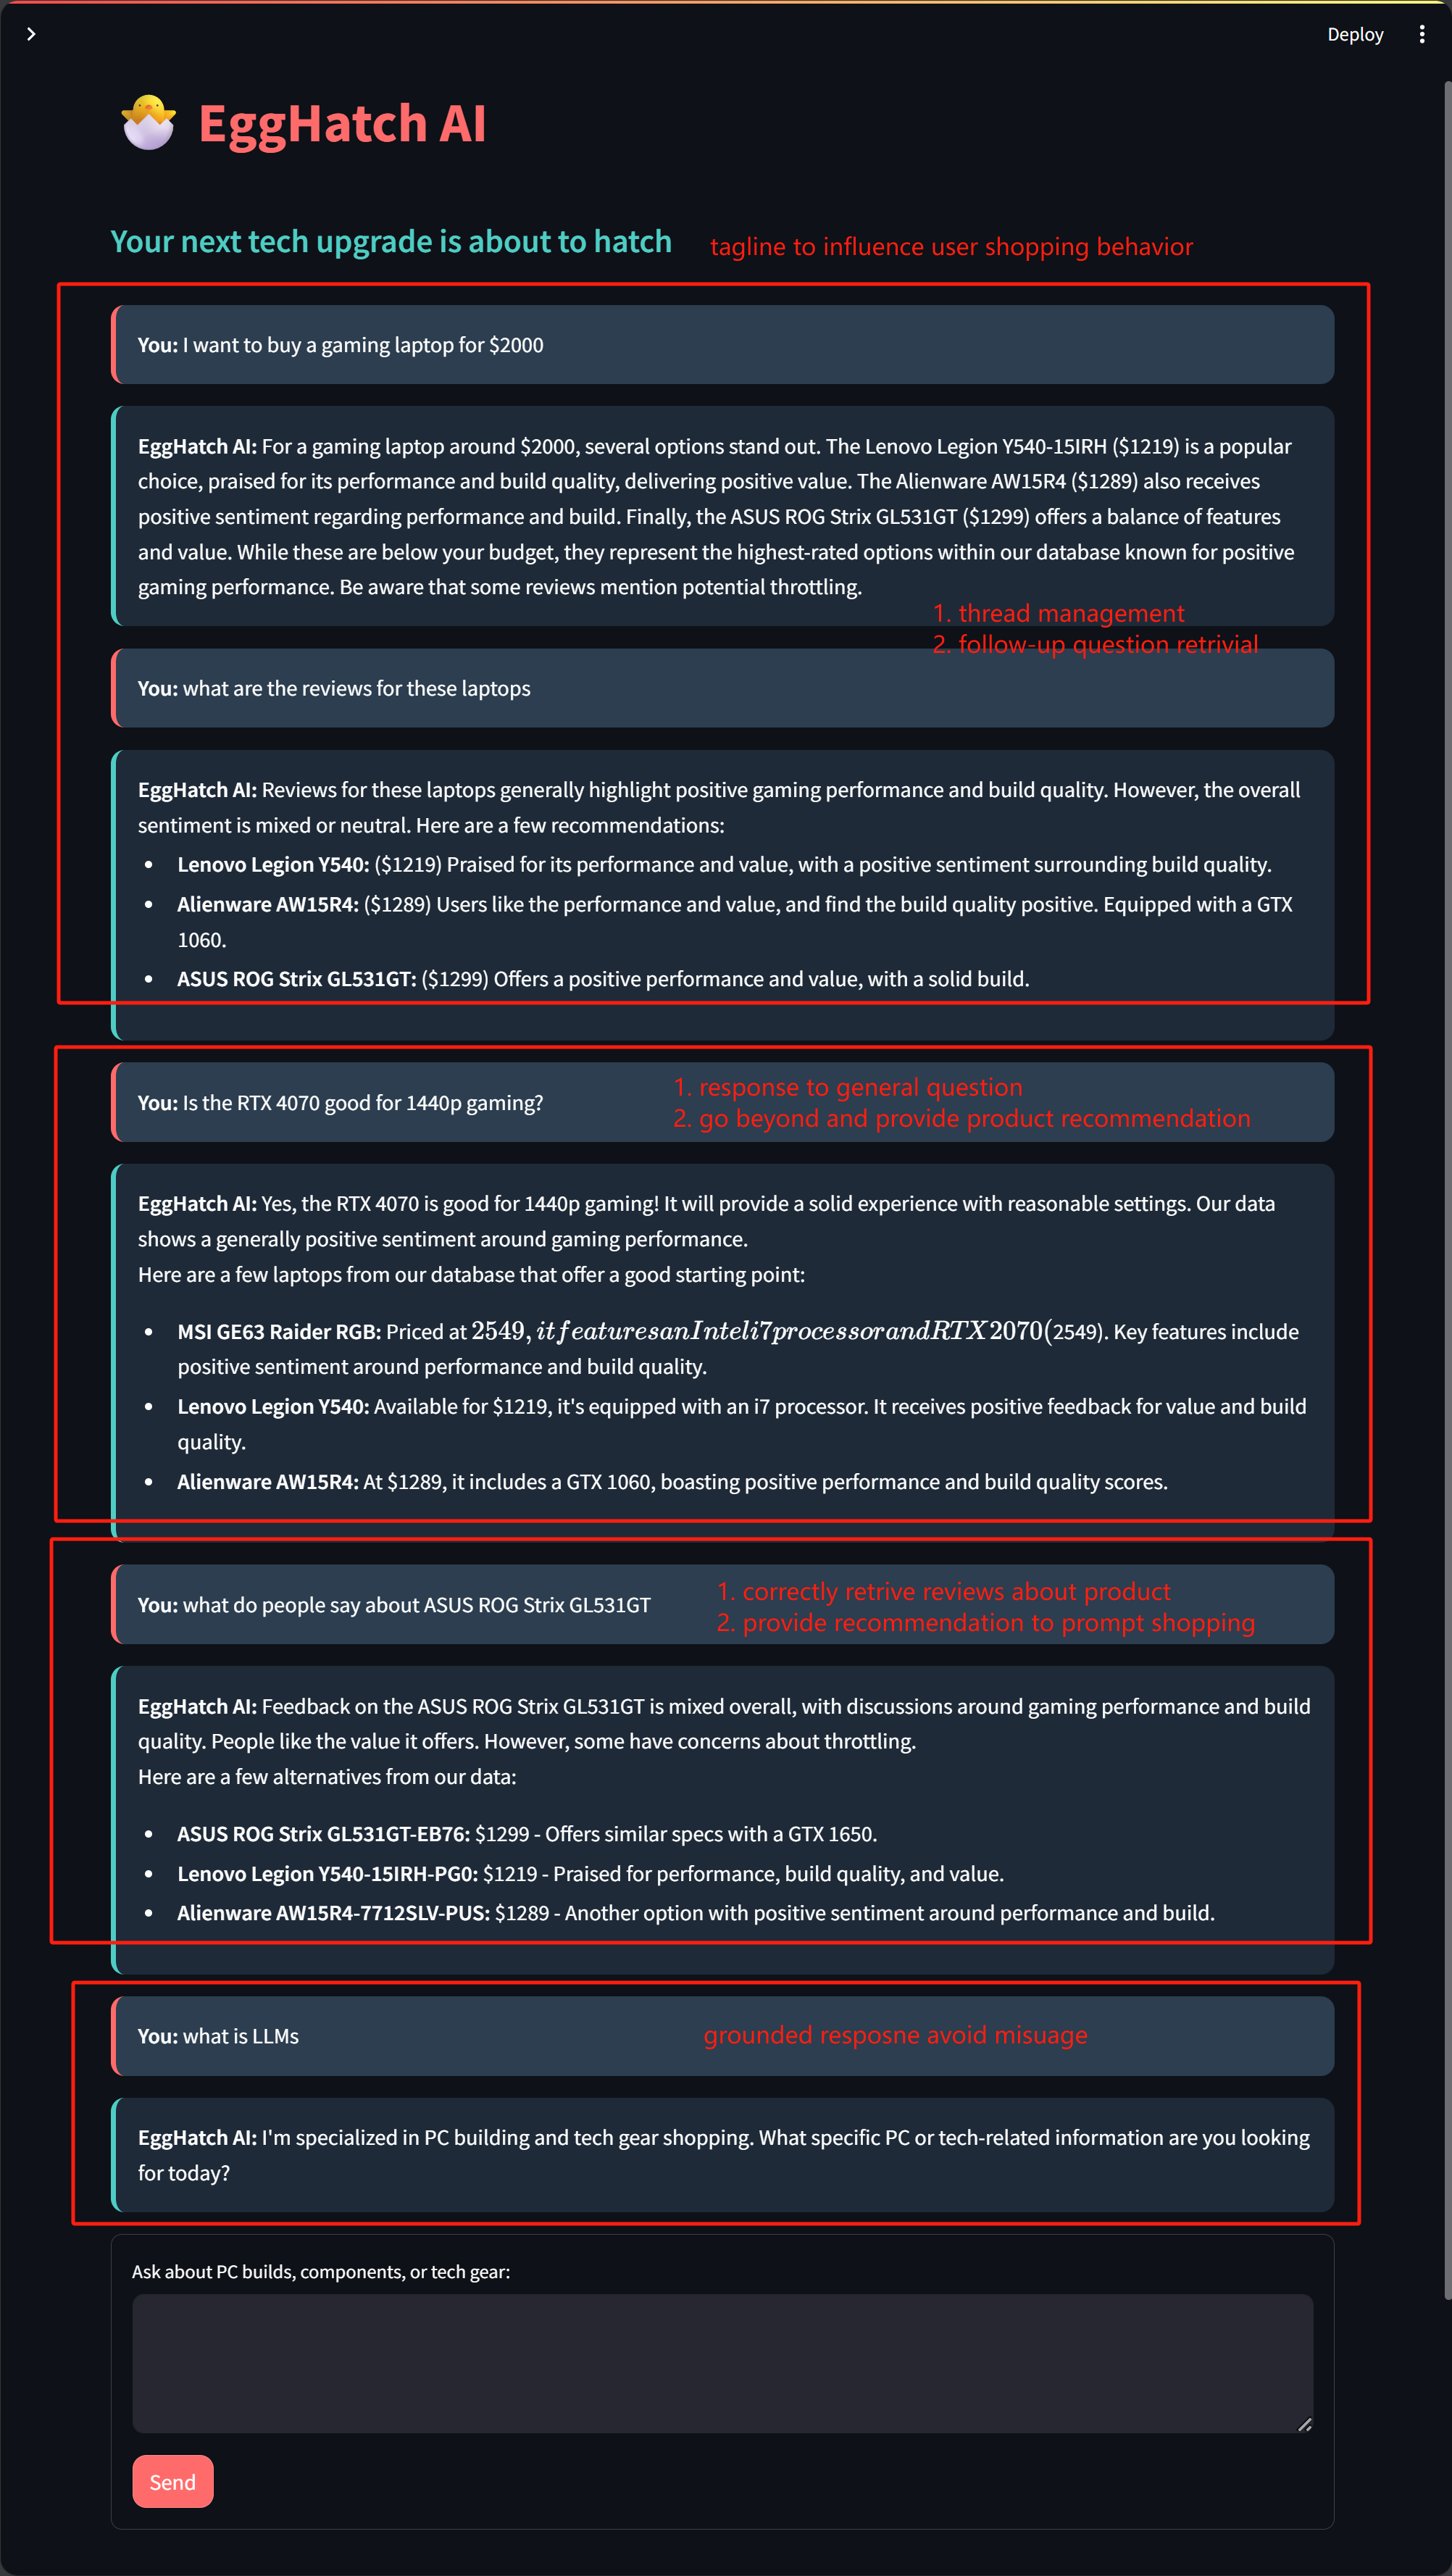 Deploy
EggHatch AI
Your next tech upgrade is about to hatch
tagline to influence user shopping behavior
You: I want to buy a gaming laptop for $2000
EggHatch AI: For a gaming laptop around $2000, several options stand out. The Lenovo Legion Y540-15IRH ($1219) is a popular
choice, praised for its performance and build quality, delivering positive value. The Alienware AW15R4 ($1289) also receives
positive sentiment regarding performance and build. Finally, the ASUS ROG Strix GL531GT ($1299) offers a balance of features
and value. While these are below your budget, they represent the highest-rated options within our database known for positive
gaming performance. Be aware that some reviews mention potential throttling.
1. thread management
2. follow-up question retrivial
You: what are the reviews for these laptops
EggHatch AI: Reviews for these laptops generally highlight positive gaming performance and build quality. However, the overall
sentiment is mixed or neutral. Here are a few recommendations:
• Lenovo Legion Y540: ($1219) Praised for its performance and value, with a positive sentiment surrounding build quality.
• Alienware AW15R4: ($1289) Users like the performance and value, and find the build quality positive. Equipped with a GTX
1060.
• ASUS ROG Strix GL531GT: ($1299) Offers a positive performance and value, with a solid build.
You: Is the RTX 4070 good for 1440p gaming?
1. response to general question
2. go beyond and provide product recommendation
EggHatch AI: Yes, the RTX 4070 is good for 1440p gaming! It will provide a solid experience with reasonable settings. Our data
shows a generally positive sentiment around gaming performance.
Here are a few laptops from our database that offer a good starting point:
• MSI GE63 Raider RGB: Priced at 2549, itfeaturesanInteli7processorandRTX2070(2549). Key features include
positive sentiment around performance and build quality.
• Lenovo Legion Y540: Available for $1219, it's equipped with an i7 processor. It receives positive feedback for value and build
quality.
• Alienware AW15R4: At $1289, it includes a GTX 1060, boasting positive performance and build quality scores.
You: what do people say about ASUS ROG Strix GL531GT
1. correctly retrive reviews about product
2. provide recommendation to prompt shopping
EggHatch AI: Feedback on the ASUS ROG Strix GL531GT is mixed overall, with discussions around gaming performance and build
quality. People like the value it offers. However, some have concerns about throttling.
Here are a few alternatives from our data:
• ASUS ROG Strix GL531GT-EB76: $1299 - Offers similar specs with a GTX 1650.
• Lenovo Legion Y540-15IRH-PG0: $1219 - Praised for performance, build quality, and value.
• Alienware AW15R4-7712SLV-PUS: $1289 - Another option with positive sentiment around performance and build.
You: what is LLMs
grounded resposne avoid misuage
EggHatch AI: I'm specialized in PC building and tech gear shopping. What specific PC or tech-related information are you looking
for today?
Ask about PC builds, components, or tech gear:
Send